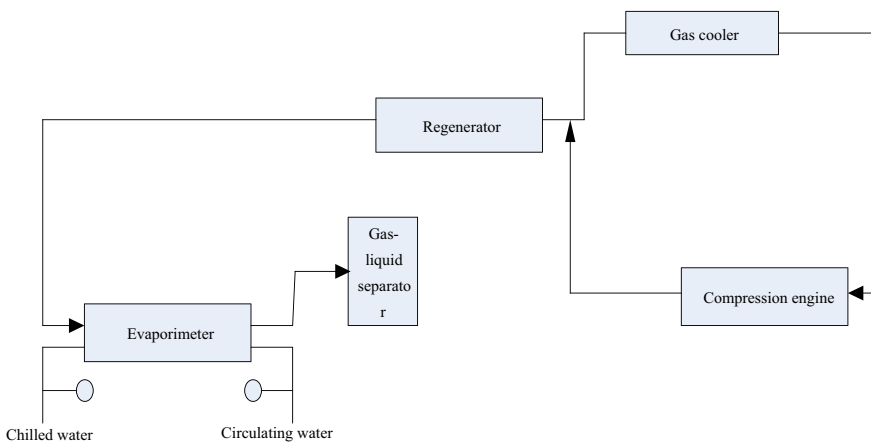 Gas cooler
Regenerator
Gas-
liquid
separato
r
Compression engine
Evaporimeter
Chilled water
Circulating water